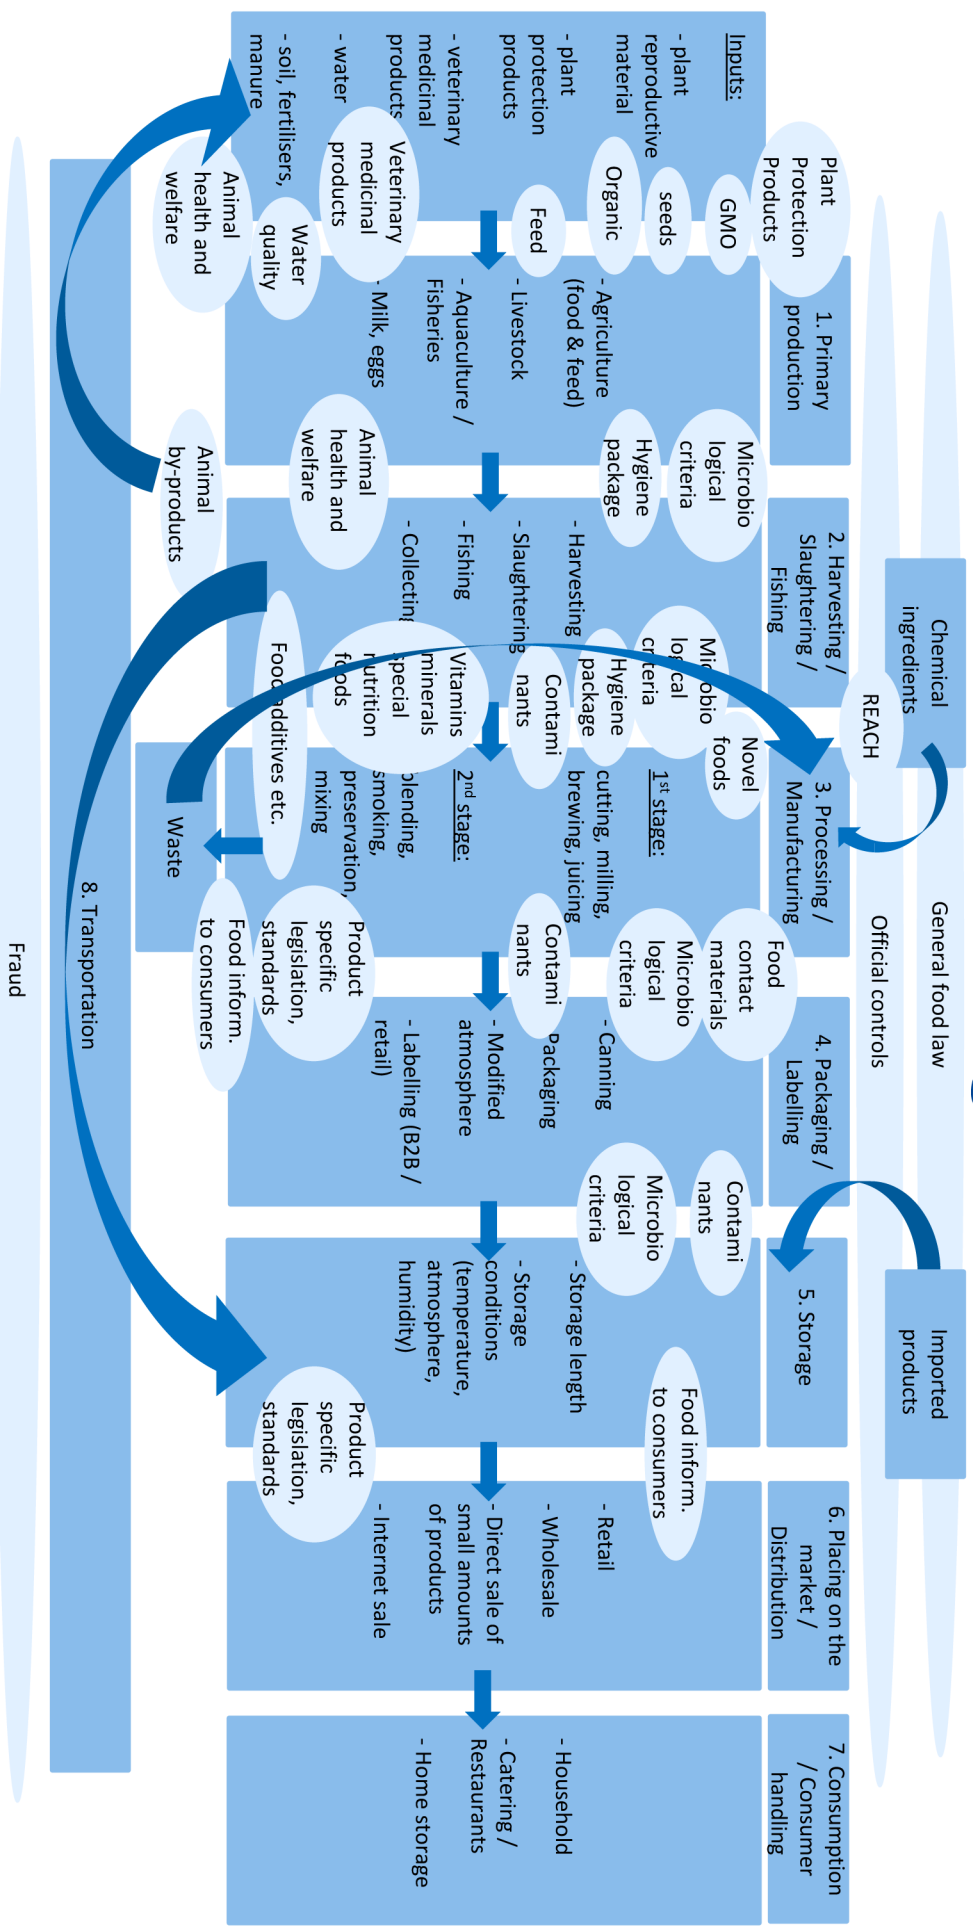 General food law
Official controls
Chemical
ingredients
REACH
Imported
products
Inputs:
- plant
reproductive
material
- plant
protection
products
- veterinary
medicinal
products
- water
- soil, fertilisers,
manure
Plant
Protection
Products
GMO
seeds
Organic
Feed
Veterinary
medicinal
products
Water
quality
Animal
health and
welfare
1. Primary
production
- Agriculture
(food & feed)
- Livestock
- Aquaculture /
Fisheries
- Milk, eggs
Microbio
logical
criteria
Hygiene
package
Animal
health and
welfare
Animal
by-products
2. Harvesting /
Slaughtering /
Fishing
- Harvesting
- Slaughtering
- Fishing
- Collecting
Microbio
logical
criteria
Hygiene
package
Contami
nants
Vitamins
minerals
special
nutrition
foods
Food additives etc.
Novel
foods
3. Processing /
Manufacturing
1st stage:
cutting, milling,
brewing, juicing
2nd stage:
blending,
smoking,
preservation,
mixing
Waste
Food
contact
materials
Microbio
logical
criteria
Contami
nants
Product
specific
legislation,
standards
Food inform.
to consumers
4. Packaging /
Labelling
- Canning
Packaging
- Modified
atmosphere
- Labelling (B2B /
retail)
Contami
nants
Microbio
logical
criteria
5. Storage
- Storage length
- Storage
conditions
(temperature,
atmosphere,
humidity)
Food inform.
to consumers
Product
specific
legislation,
standards
6. Placing on the
market /
Distribution
- Retail
- Wholesale
- Direct sale of
small amounts
of products
- Internet sale
7. Consumption
/ Consumer
handling
- Household
- Catering /
Restaurants
- Home storage
8. Transportation
Fraud